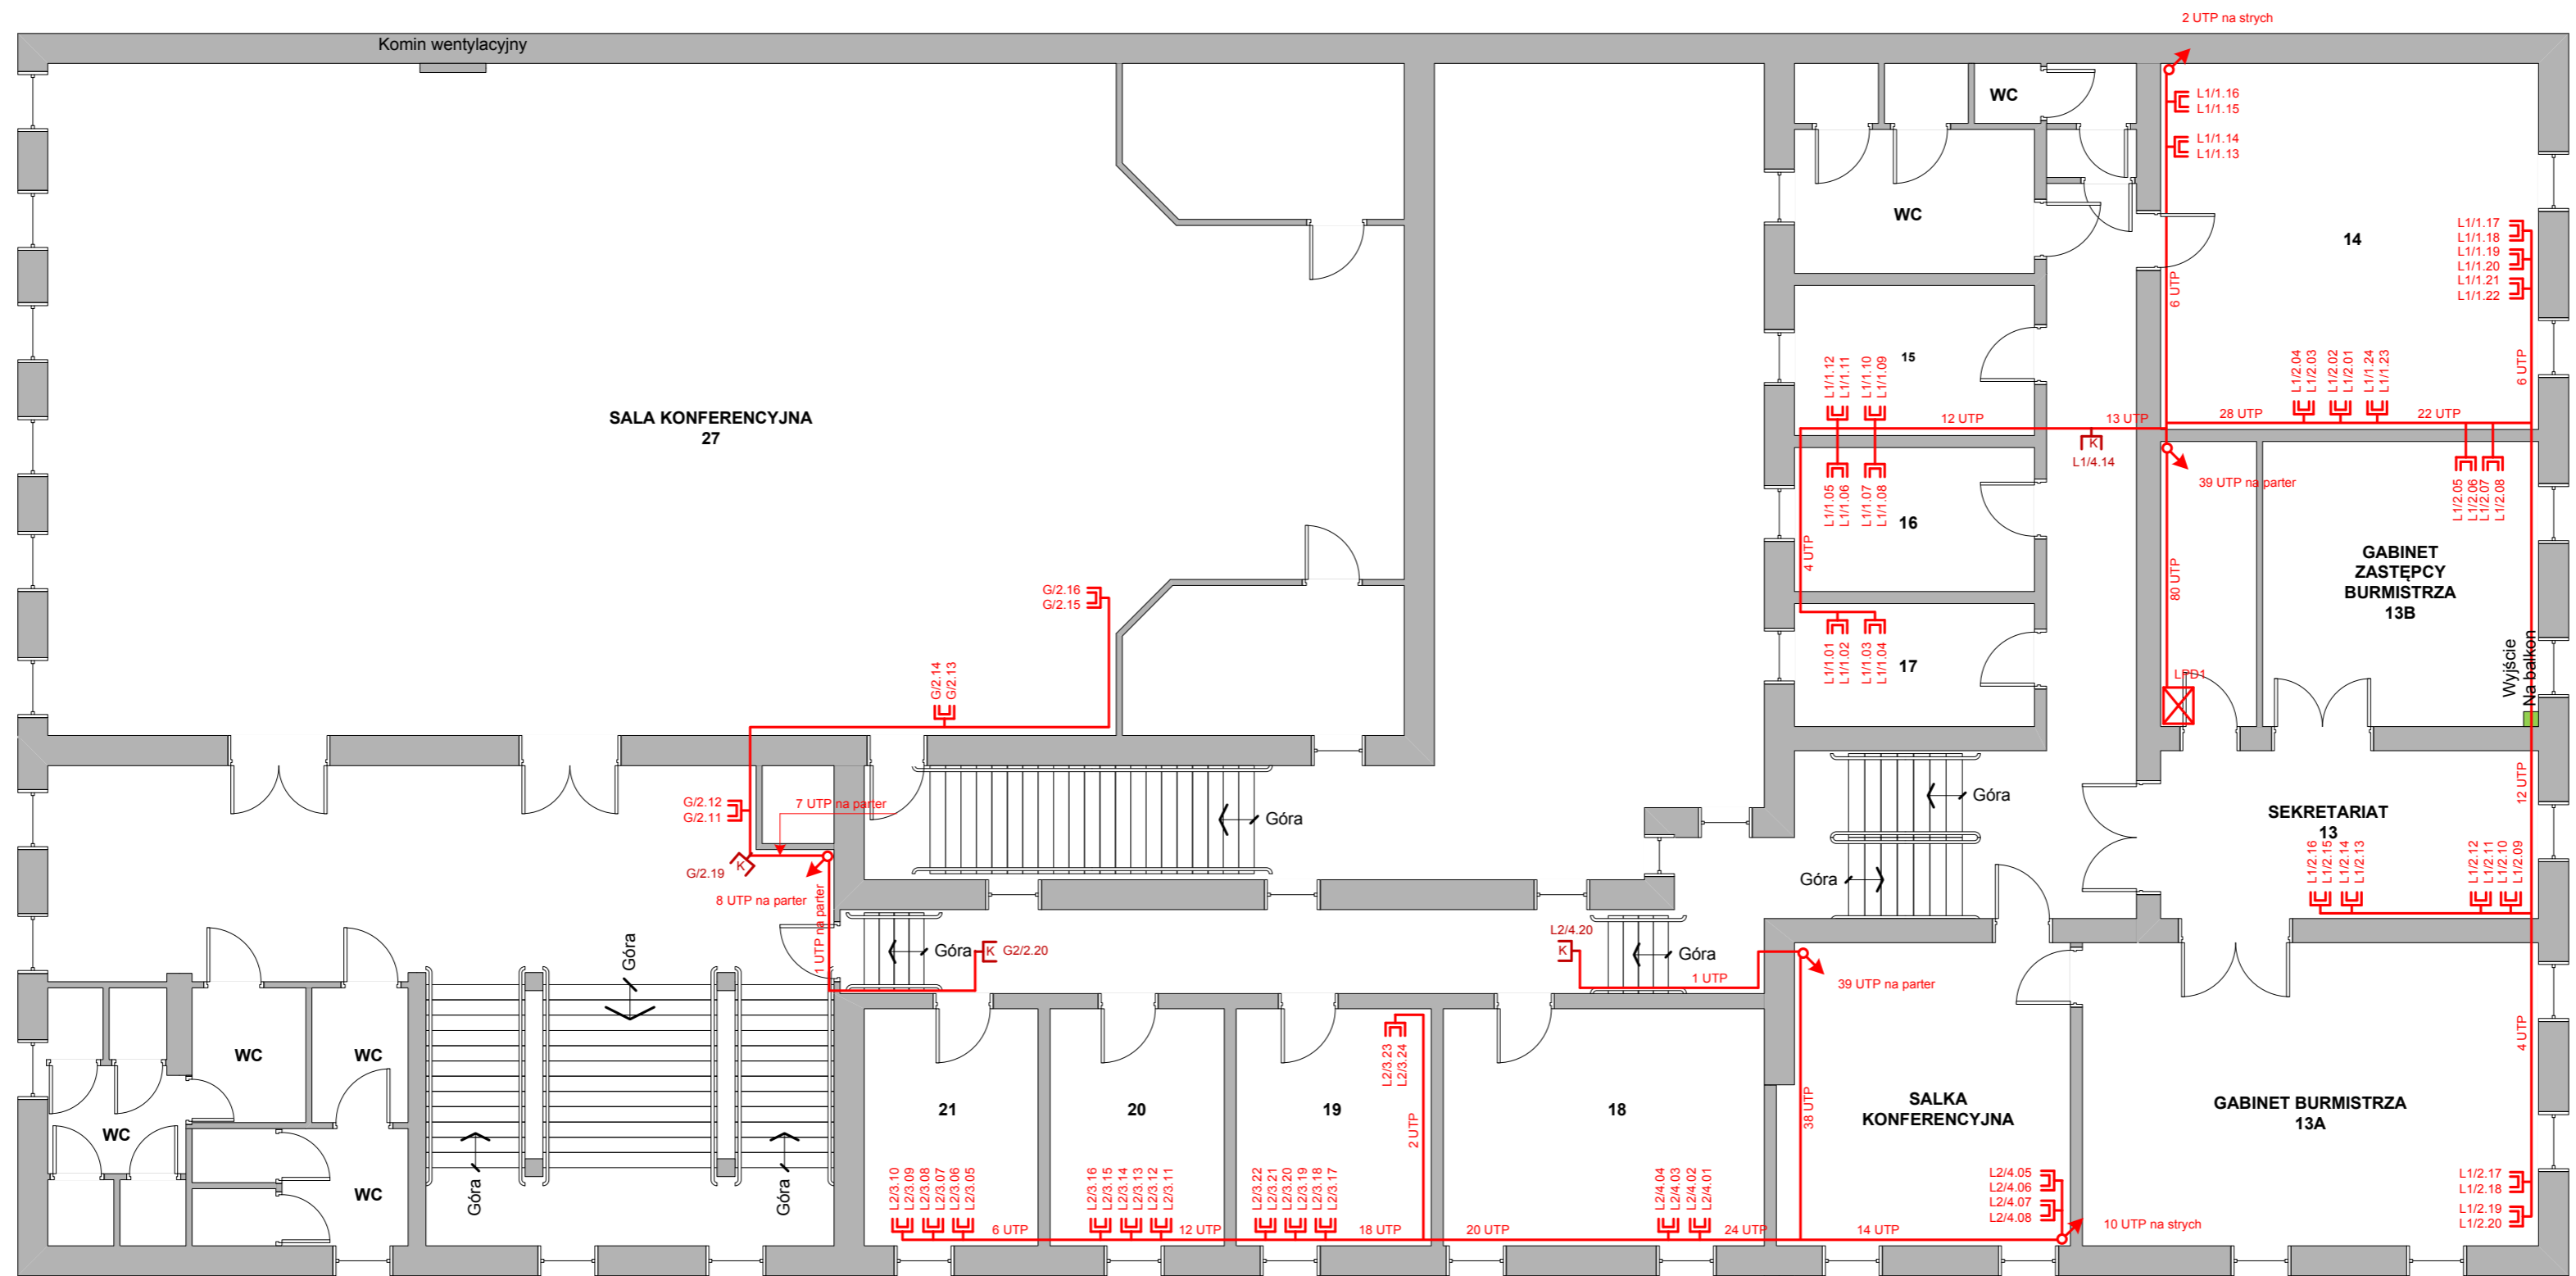 2 UTP na strych
Komin wentylacyjny
WC
L1/1.16
L1/1.15
L1/1.14
L1/1.13
WC
14
L1/1.17
L1/1.18
L1/1.19
L1/1.20
L1/1.21
L1/1.22
6 UTP
6 UTP
15
L1/1.12
L1/1.11
L1/1.10
L1/1.09
L1/2.04
L1/2.03
L1/2.02
L1/2.01
L1/1.24
L1/1.23
SALA KONFERENCYJNA
27
12 UTP
13 UTP
28 UTP
22 UTP
K
L1/4.14
39 UTP na parter
L1/1.05
L1/1.06
L1/1.07
L1/1.08
L1/2.05
L1/2.06
L1/2.07
L1/2.08
16
4 UTP
80 UTP
GABINET
ZASTĘPCY
BURMISTRZA
13B
G/2.16
G/2.15
L1/1.01
L1/1.02
L1/1.03
L1/1.04
17
LPD1
Wyjście
Na balkon
G/2.14
G/2.13
G/2.12
G/2.11
7 UTP na parter
Góra
Góra
12 UTP
SEKRETARIAT
13
L1/2.16
L1/2.15
L1/2.14
L1/2.13
L1/2.12
L1/2.11
L1/2.10
L1/2.09
K
G/2.19
8 UTP na parter
1 UTP na parter
Góra
Góra
Góra
K
G2/2.20
L2/4.20
K
Góra
1 UTP
39 UTP na parter
4 UTP
WC
WC
WC
WC
Góra
Góra
21
20
19
18
L2/3.23
L2/3.24
2 UTP
38 UTP
SALKA
KONFERENCYJNA
GABINET BURMISTRZA
13A
L2/3.10
L2/3.09
L2/3.08
L2/3.07
L2/3.06
L2/3.05
L2/3.16
L2/3.15
L2/3.14
L2/3.13
L2/3.12
L2/3.11
L2/3.22
L2/3.21
L2/3.20
L2/3.19
L2/3.18
L2/3.17
L2/4.04
L2/4.03
L2/4.02
L2/4.01
L2/4.05
L2/4.06
L2/4.07
L2/4.08
L1/2.17
L1/2.18
L1/2.19
L1/2.20
6 UTP
12 UTP
18 UTP
20 UTP
24 UTP
14 UTP
10 UTP na strych